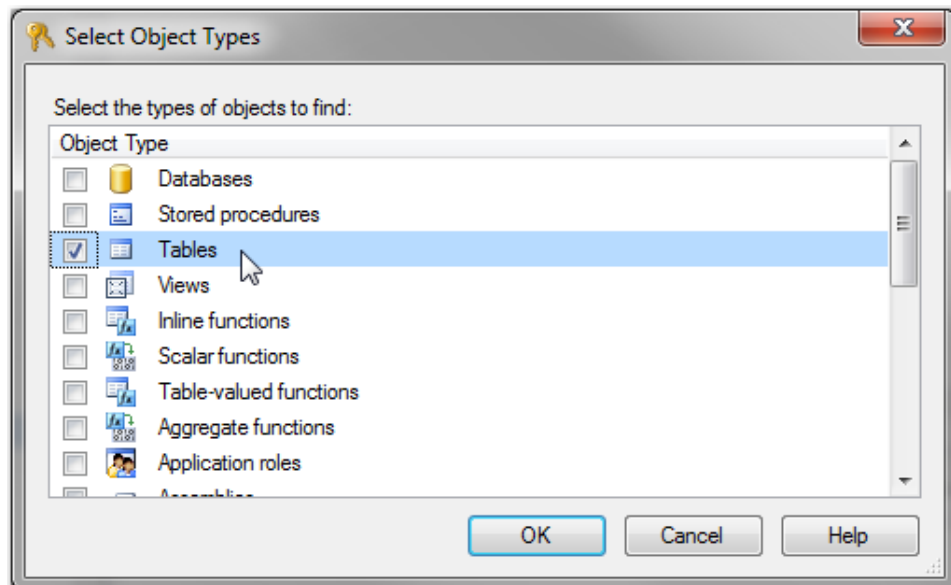 Select Object Types
Select the types of objects to find:
Object Type
Databases
Stored procedures
Tables
Views
Inline functions
Scalar functions
Table-valued functions
Aggregate functions
Application roles
Assemblies
OK Cancel Help